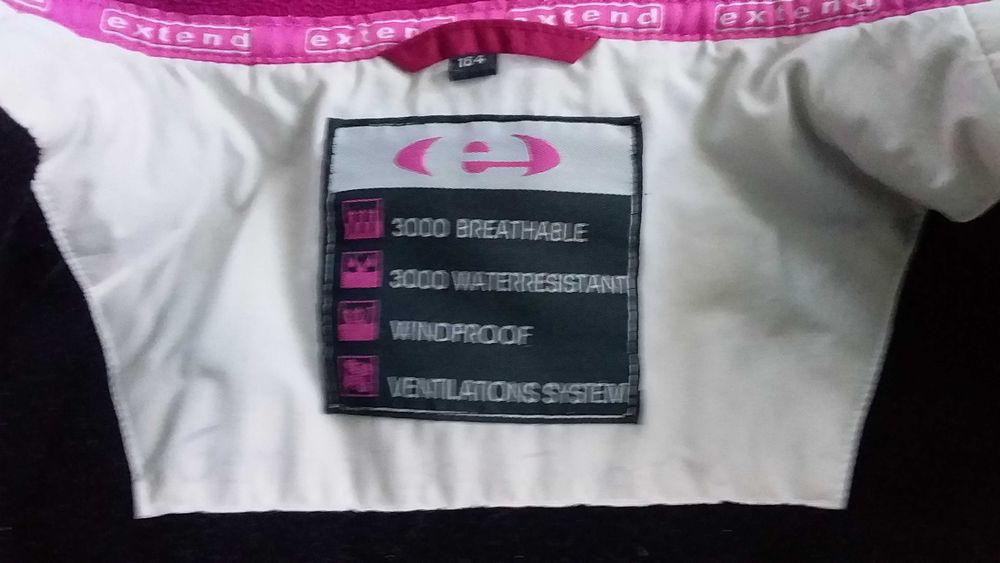 extend extend extend extend
164
e
3000 BREATHABLE
3000 WATERRESISTANT
WINDPROOF
VENTILATIONS SYSTEM